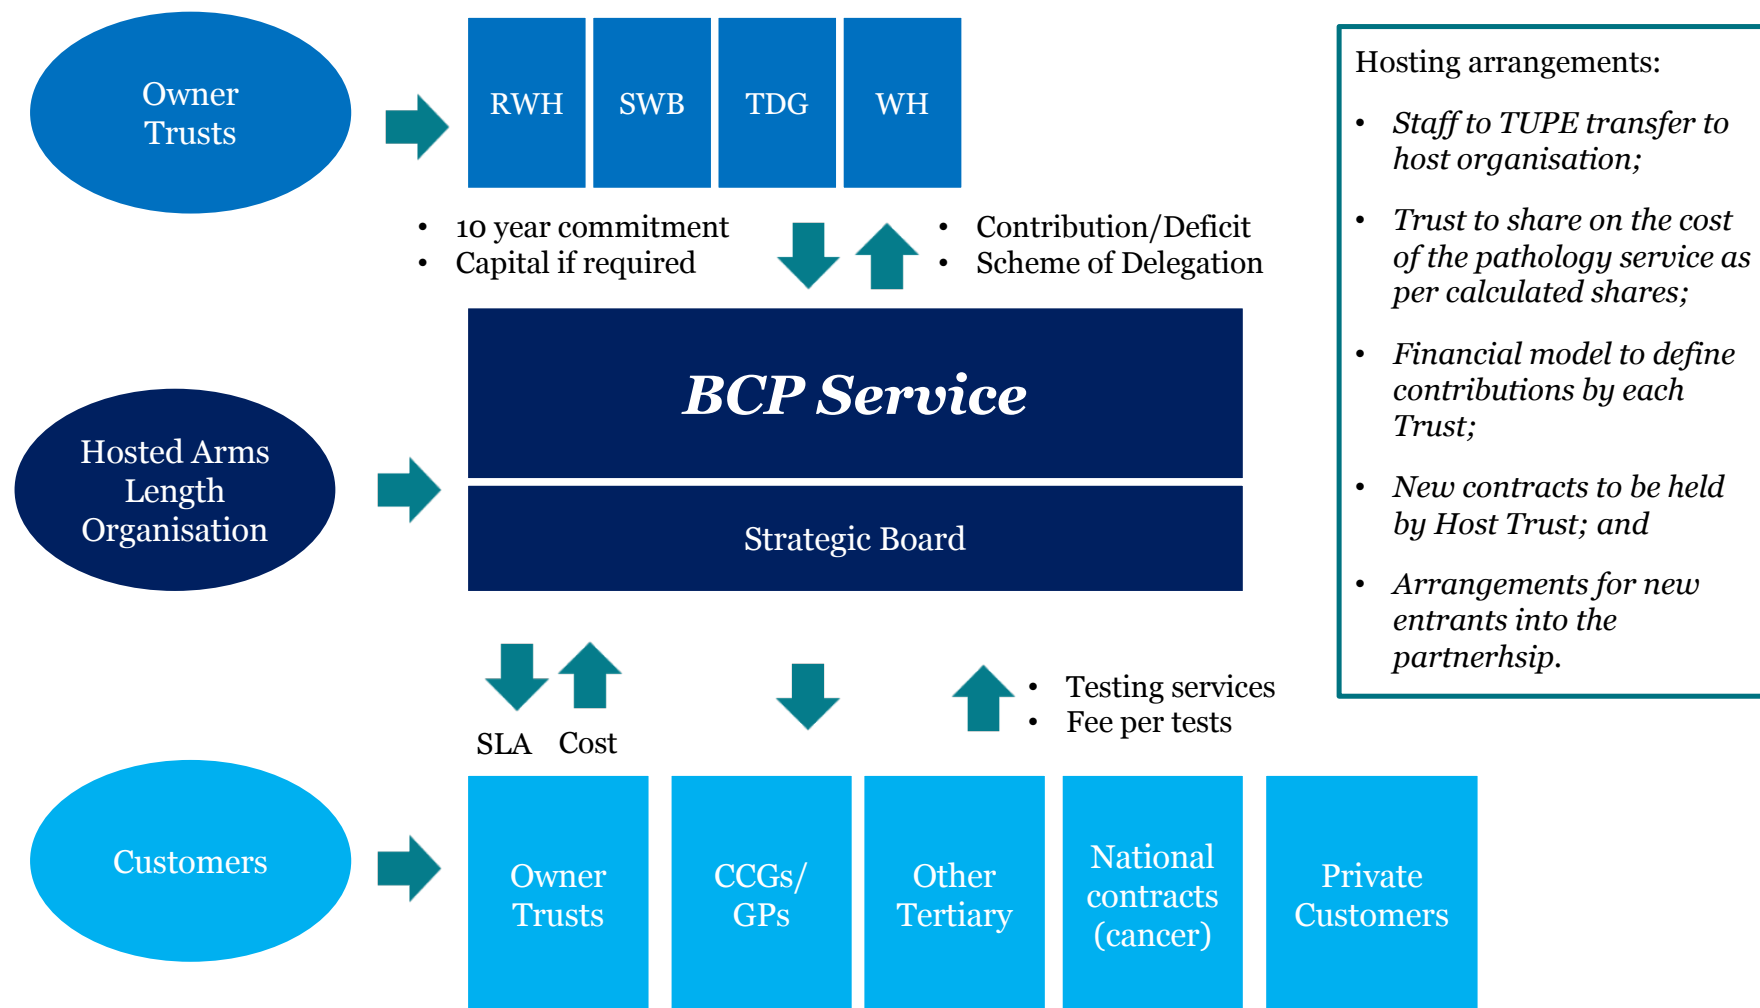 Owner
Trusts
RWH
SWB
TDG
WH
• 10 year commitment
• Capital if required
• Contribution/Deficit
• Scheme of Delegation
Hosted Arms
Length
Organisation
BCP Service
Strategic Board
SLA
Cost
• Testing services
• Fee per tests
Customers
Owner
Trusts
CCGs/
GPs
Other
Tertiary
National
contracts
(cancer)
Private
Customers
Hosting arrangements:
• Staff to TUPE transfer to
host organisation;
• Trust to share on the cost
of the pathology service as
per calculated shares;
• Financial model to define
contributions by each
Trust;
• New contracts to be held
by Host Trust; and
• Arrangements for new
entrants into the
partnerhsip.